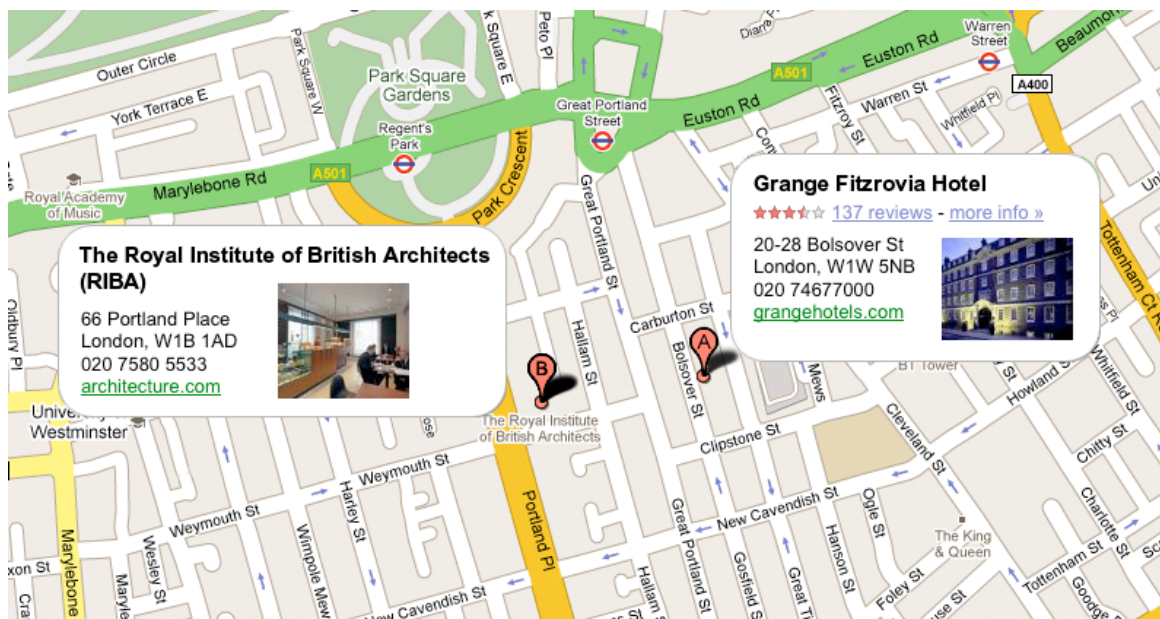 Outer Circle
York Terrace E
Park Square W
Park Square
Gardens
Park Square E
Peto Pl
Great Portland
Street
Regent's
Park
A501
Marylebone Rd
Park Crescent
Royal Academy
of Music
A501
Euston Rd
Euston Rd
Warren
Street
Beaumont
A400
Fitzroy St
Warren St
Whitfield Pl
Tottenham Ct
The Royal Institute of British Architects
(RIBA)
66 Portland Place
London, W1B 1AD
020 7580 5533
architecture.com
Grange Fitzrovia Hotel
137 reviews - more info »
20-28 Bolsover St
London, W1W 5NB
020 74677000
grangehotels.com
Great Portland St
Carburton St
Hallam St
Bolsover St
A
B
Mews
BT Tower
Howland St
Whitfield St
Oldbury Pl
Westminster
The Royal Institute
of British Architects
Clipstone St
Cleveland St
Chitty St
Charlotte St
Weymouth St
Weymouth St
Harley St
Portland Pl
New Cavendish St
Great Portland St
Ogle St
Hanson St
The King
& Queen
Tottenham St
Foley St
Wimpole Mew
Wesley St
Marylebone
New Cavendish St
Hallam
Gosfield S
Great Ti
Goodge